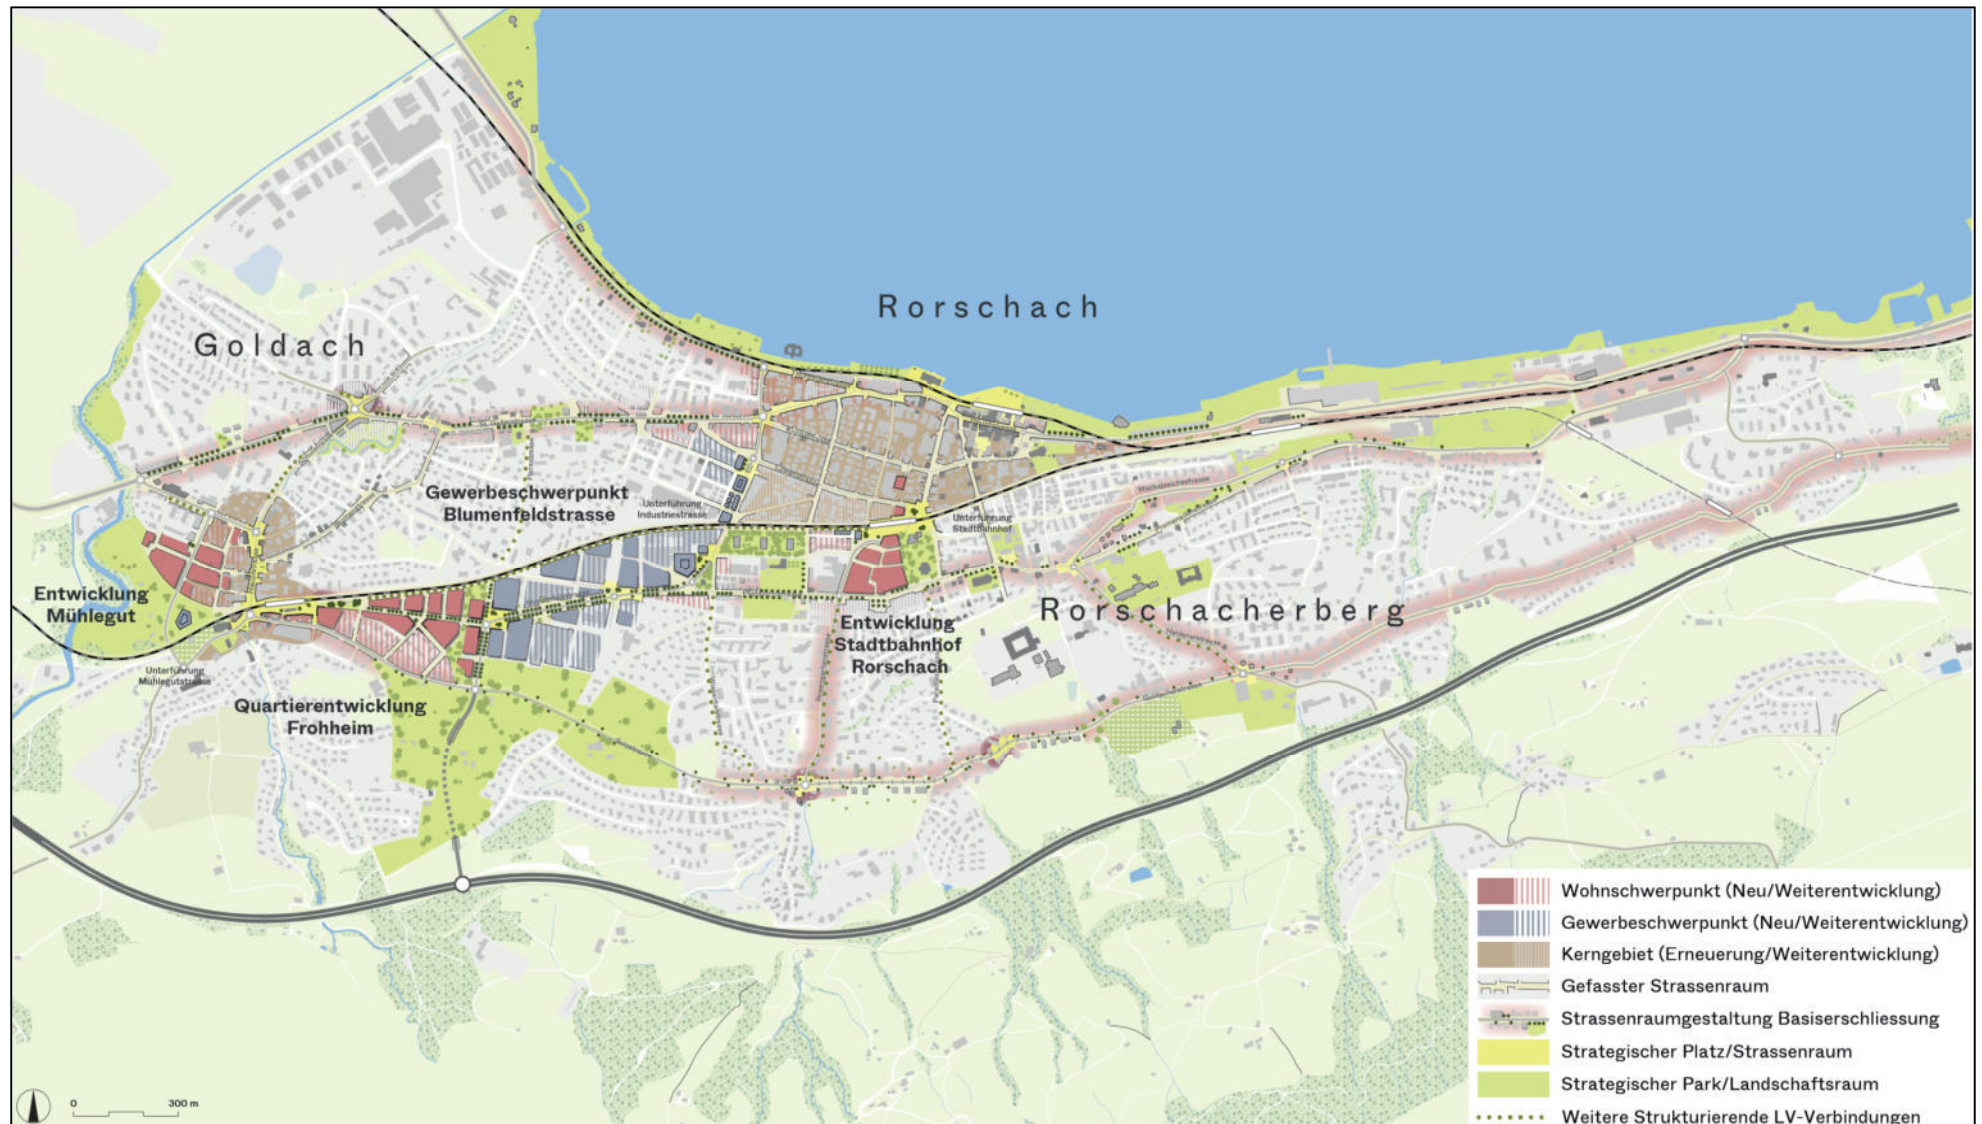 Rorschach
Goldach
Wachsbleichestrasse
Gewerbeschwerpunkt
Blumenfeldstrasse
Unterführung
Industriestrasse
Unterführung
Stadtbahnhof
Entwicklung
Mühlegut
Rorschacherberg
Entwicklung
Stadtbahnhof
Rorschach
Unterführung
Mühlegutstrasse
Quartierentwicklung
Frohheim
Wohnschwerpunkt (Neu/Weiterentwicklung)
Gewerbeschwerpunkt (Neu/Weiterentwicklung)
Kerngebiet (Erneuerung/Weiterentwicklung)
Gefasster Strassenraum
Strassenraumgestaltung Basiserschliessung
Strategischer Platz/Strassenraum
Strategischer Park/Landschaftsraum
Weitere Strukturierende LV-Verbindungen
0 300 m